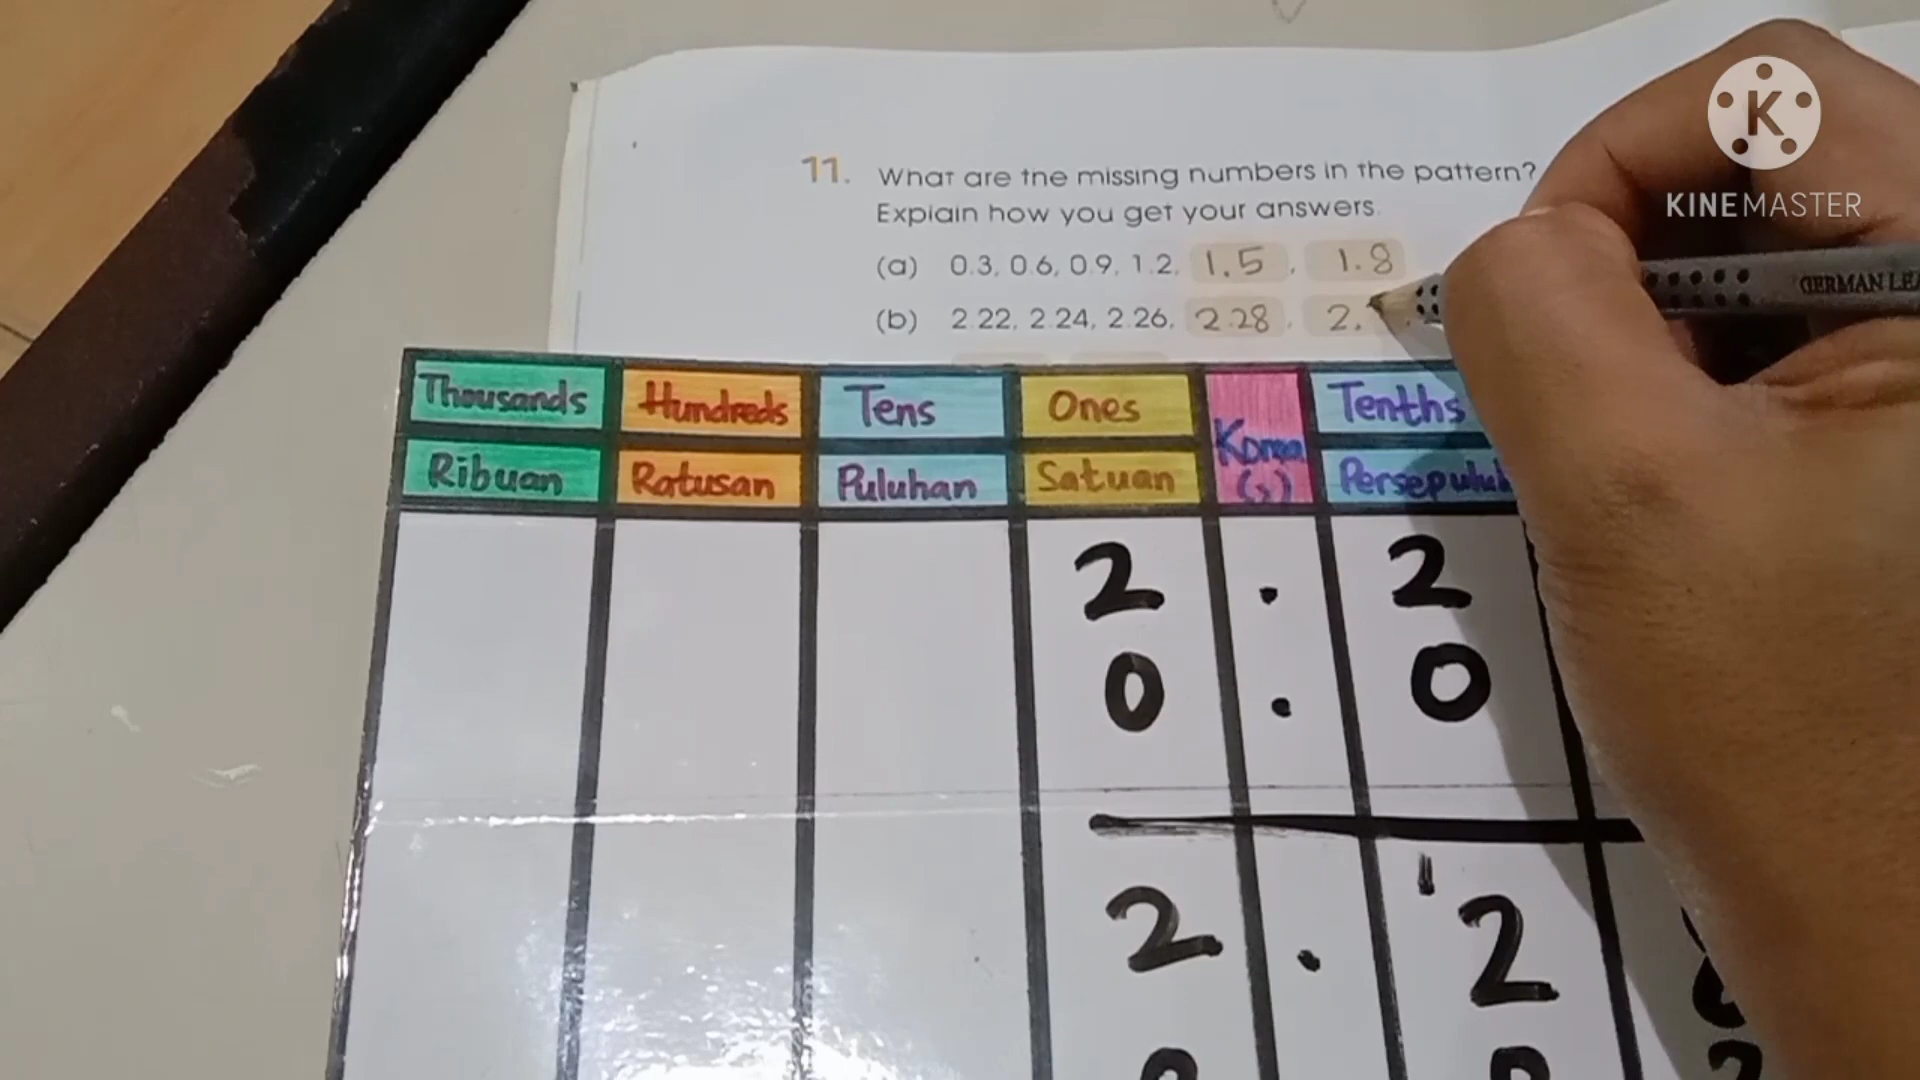 K
KINEMASTER
11. What are the missing numbers in the pattern?
Explain how you get your answers.
(a) 0.3, 0.6, 0.9, 1.2, 1.5, 1.8
(b) 2.22, 2.24, 2.26, 2.28, 2.
GERMAN
Thousands Hundreds Tens Ones Koma (,) Tenths
Ribuan Ratusan Puluhan Satuan
2 . 2
0 . 0
1
2 . 2